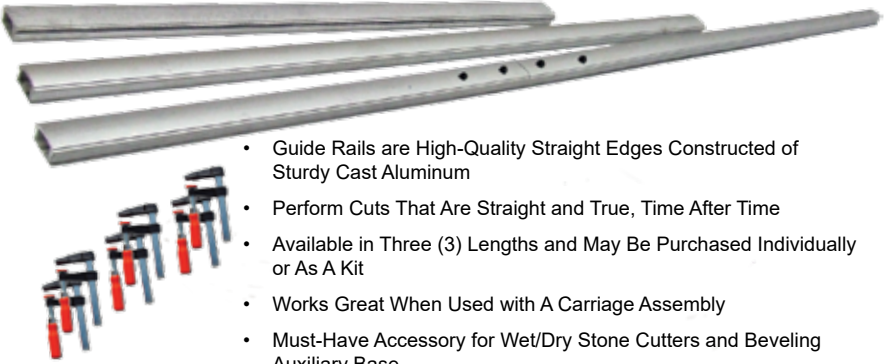 • Guide Rails are High-Quality Straight Edges Constructed of
Sturdy Cast Aluminum
• Perform Cuts That Are Straight and True, Time After Time
• Available in Three (3) Lengths and May Be Purchased Individually
or As A Kit
• Works Great When Used with A Carriage Assembly
• Must-Have Accessory for Wet/Dry Stone Cutters and Beveling
Auxiliary Base